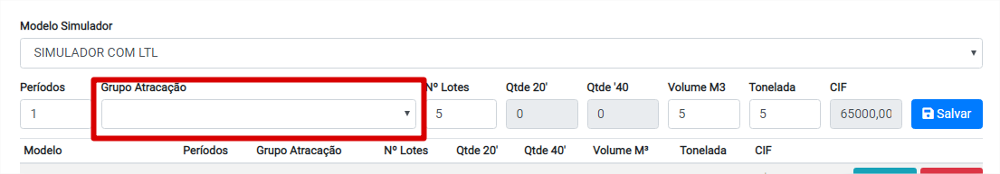 Modelo Simulador
SIMULADOR COM LTL
Períodos Grupo Atracação Nº Lotes Qtde 20' Qtde '40 Volume M3 Tonelada CIF
1 5 0 0 5 5 65000,00 Salvar
Modelo Períodos Grupo Atracação Nº Lotes Qtde 20' Qtde 40' Volume M³ Tonelada CIF